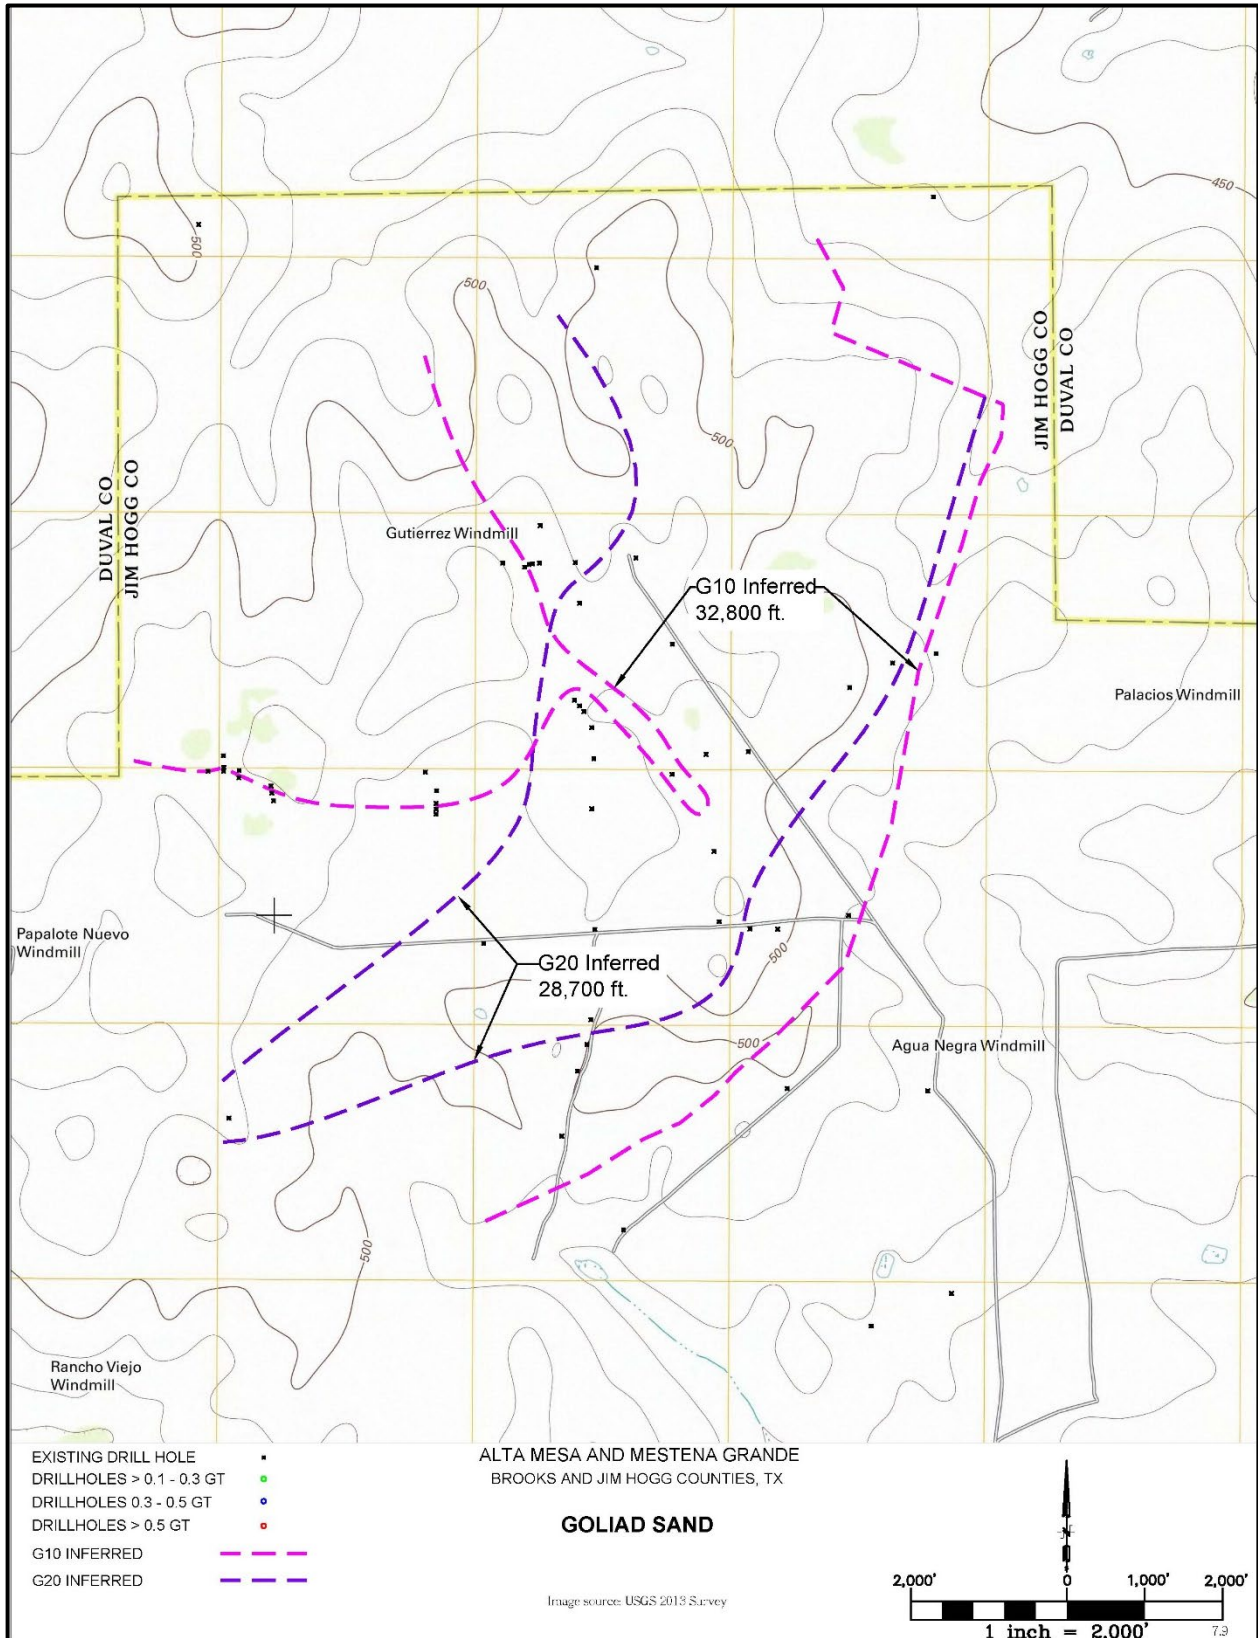 450
500
500
JIM HOGG CO
DUVAL CO
500
DUVAL CO
JIM HOGG CO
Gutierrez Windmill
G10 Inferred
32,800 ft.
Palacios Windmill
Papalote Nuevo
Windmill
G20 Inferred
28,700 ft.
500
500
Agua Negra Windmill
500
Rancho Viejo
Windmill
EXISTING DRILL HOLE
DRILLHOLES > 0.1 - 0.3 GT
DRILLHOLES 0.3 - 0.5 GT
DRILLHOLES > 0.5 GT
G10 INFERRED
G20 INFERRED
ALTA MESA AND MESTENA GRANDE
BROOKS AND JIM HOGG COUNTIES, TX
GOLIAD SAND
Image source: USGS 2013 Survey
N
2,000' 0 1,000' 2,000'
1 inch = 2,000'
7.9